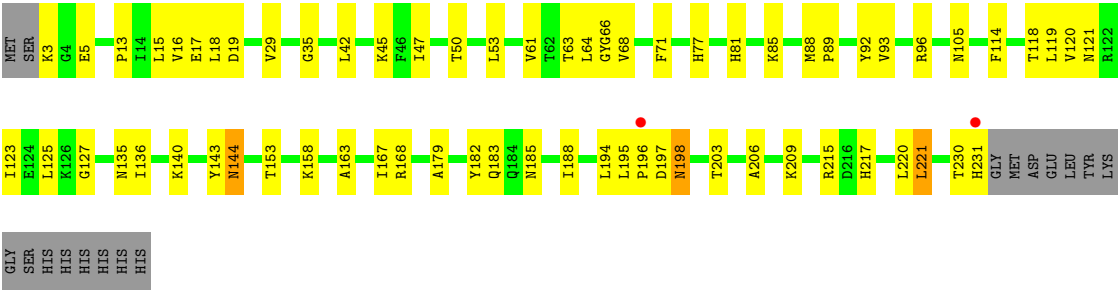 MET SER K3 G4 E5 P13 I14 L15 V16 E17 L18 D19 V29 G35 L42 K45 F46 I47 T50 L53 V61 T62 T63 L64 GYG66 V68 F71 H77 H81 K85 M88 P89 Y92 V93 R96 N105 F114 T118 L119 V120 N121 R122
I123 E124 L125 K126 G127 N135 I136 K140 Y143 N144 T153 K158 A163 I167 R168 A179 Y182 Q183 Q184 N185 I188 L194 L195 P196 D197 N198 T203 A206 K209 R215 D216 H217 L220 L221 T230 H231 GLY MET ASP GLU LEU TYR LYS
GLY SER HIS HIS HIS HIS HIS HIS